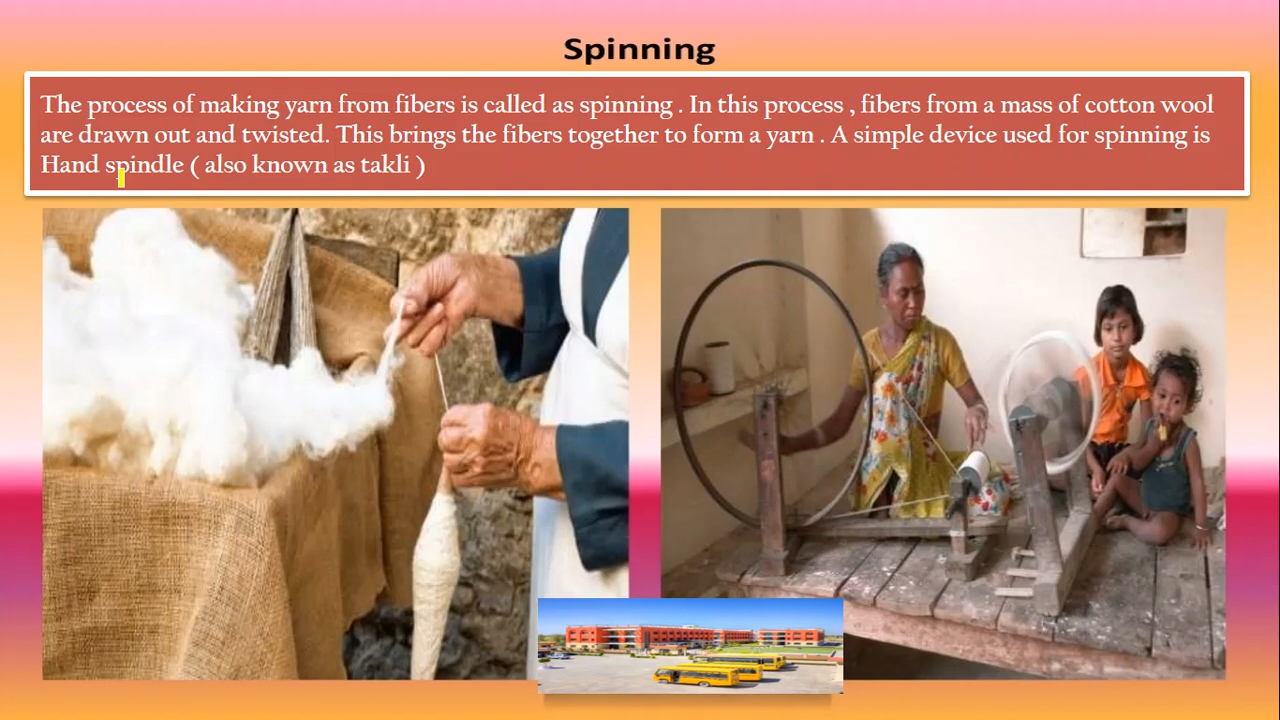 Spinning
The process of making yarn from fibers is called as spinning . In this process , fibers from a mass of cotton wool
are drawn out and twisted. This brings the fibers together to form a yarn . A simple device used for spinning is
Hand spindle ( also known as takli )